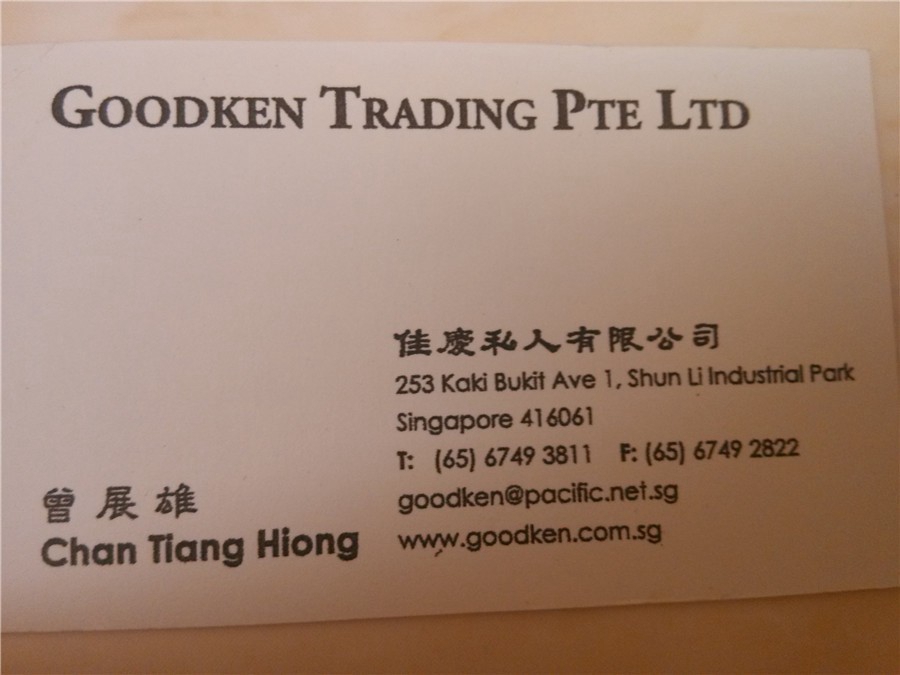 GOODKEN TRADING PTE LTD
佳慶私人有限公司
253 Kaki Bukit Ave 1, Shun Li Industrial Park
Singapore 416061
T: (65) 6749 3811 F: (65) 6749 2822
goodken@pacific.net.sg
www.goodken.com.sg
曾展雄
Chan Tiang Hiong